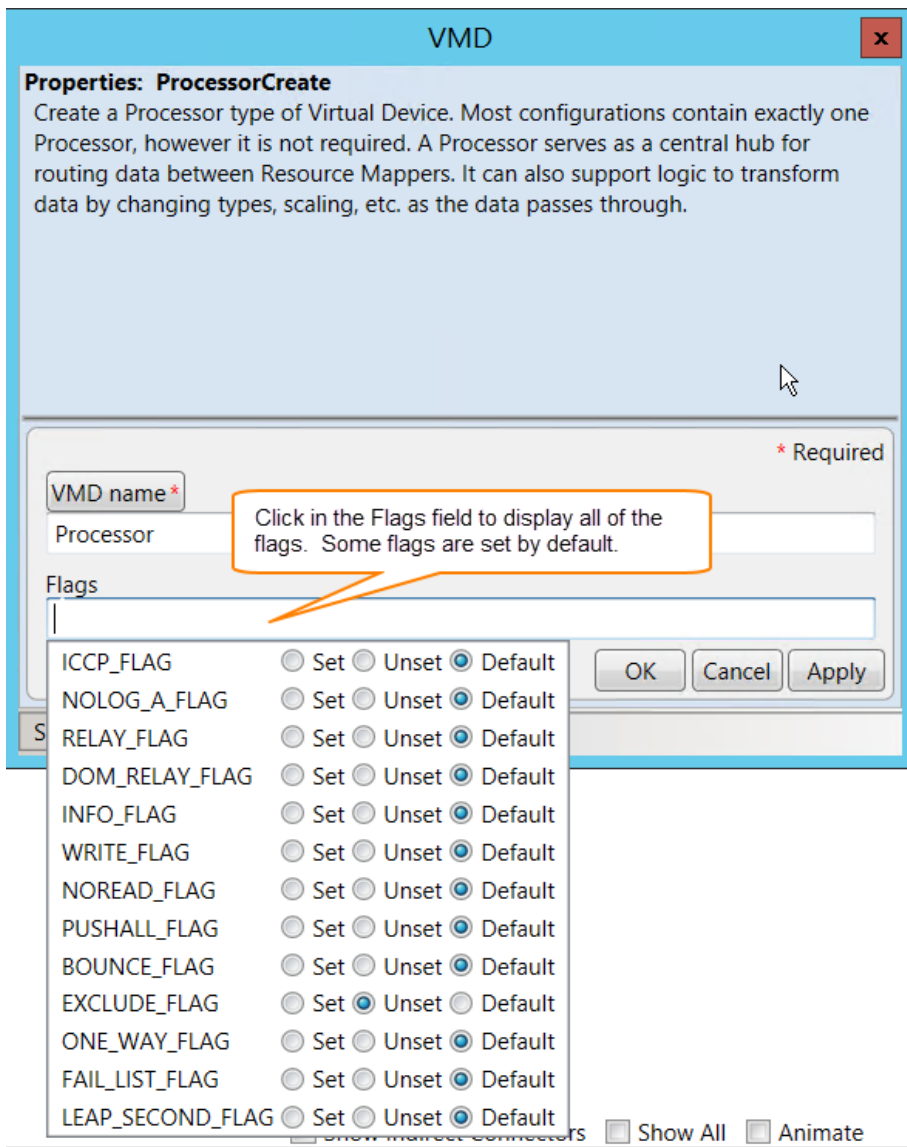 VMD
x
Properties: ProcessorCreate
Create a Processor type of Virtual Device. Most configurations contain exactly one
Processor, however it is not required. A Processor serves as a central hub for
routing data between Resource Mappers. It can also support logic to transform
data by changing types, scaling, etc. as the data passes through.
* Required
VMD name *
Processor
Click in the Flags field to display all of the
flags. Some flags are set by default.
Flags
ICCP_FLAG Set Unset Default
OK Cancel Apply
NOLOG_A_FLAG Set Unset Default
RELAY_FLAG Set Unset Default
DOM_RELAY_FLAG Set Unset Default
INFO_FLAG Set Unset Default
WRITE_FLAG Set Unset Default
NOREAD_FLAG Set Unset Default
PUSHALL_FLAG Set Unset Default
BOUNCE_FLAG Set Unset Default
EXCLUDE_FLAG Set Unset Default
ONE_WAY_FLAG Set Unset Default
FAIL_LIST_FLAG Set Unset Default
LEAP_SECOND_FLAG Set Unset Default
Show All Animate